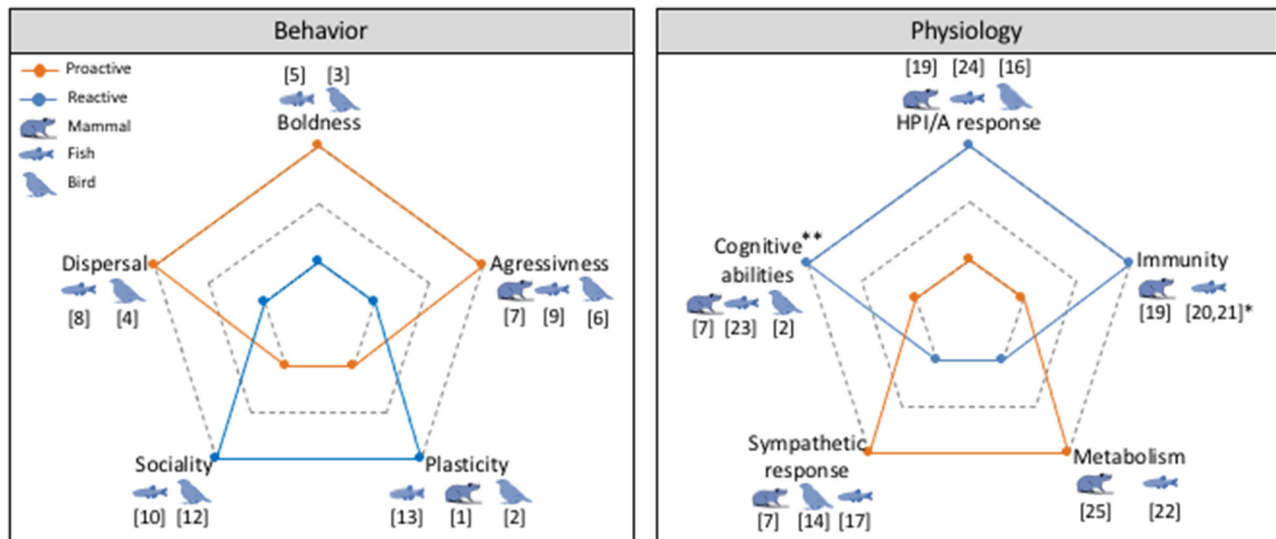 Behavior
Proactive
Reactive
Mammal
Fish
Bird
[5] [3]
Boldness
Dispersal
[8] [4]
Agressivness
[7] [9] [6]
Sociality
[10] [12]
Plasticity
[13] [1] [2]
Physiology
[19] [24] [16]
HPI/A response
Cognitive**
abilities
[7] [23] [2]
Immunity
[19] [20,21]*
Sympathetic
response
[7] [14] [17]
Metabolism
[25] [22]